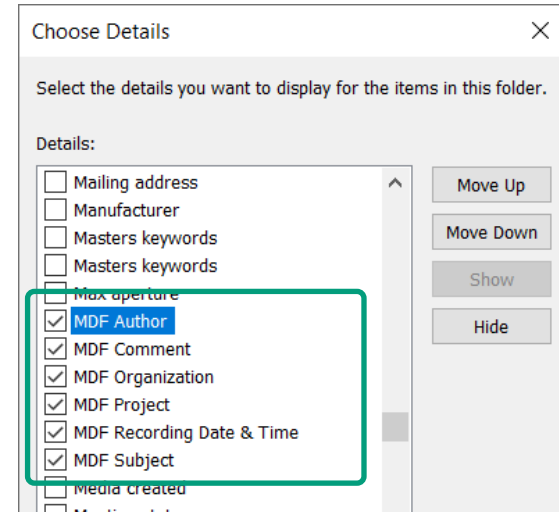 Choose Details
Select the details you want to display for the items in this folder.
Details:
Mailing address
Manufacturer
Masters keywords
Masters keywords
Max aperture
MDF Author
MDF Comment
MDF Organization
MDF Project
MDF Recording Date & Time
MDF Subject
Media created
Move Up
Move Down
Show
Hide